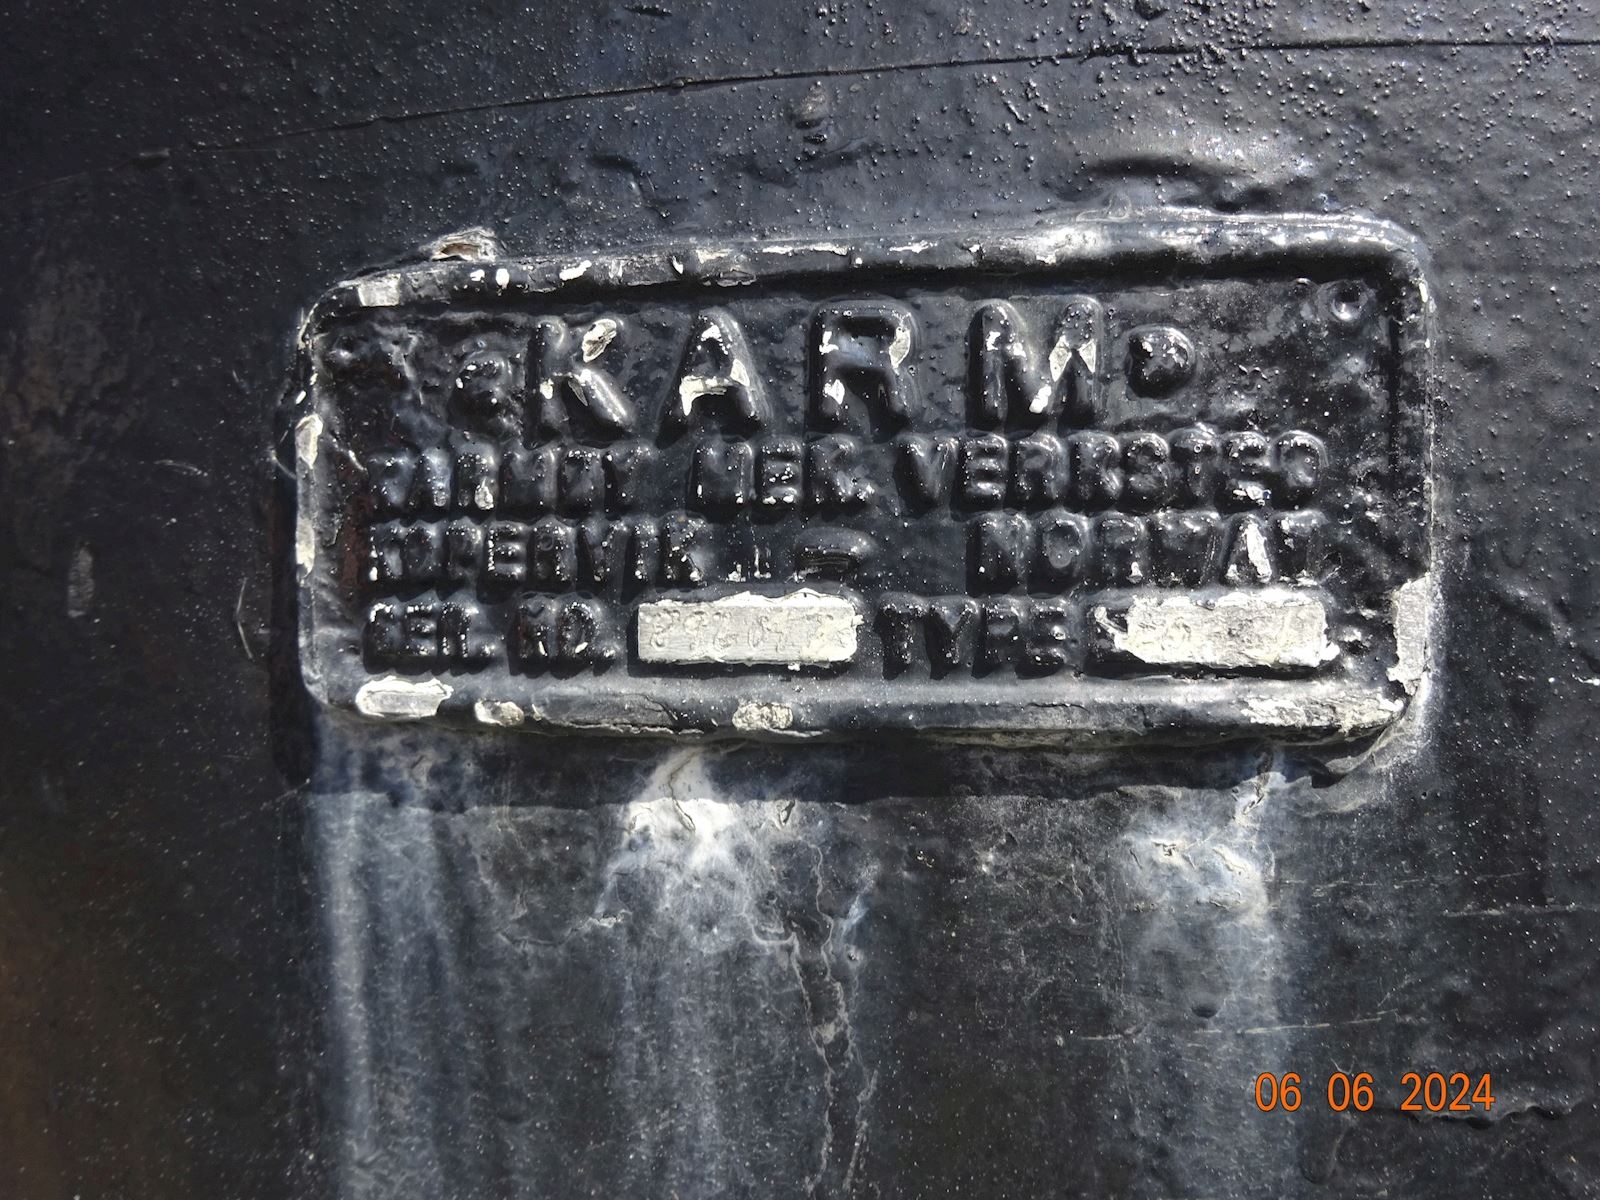 KARM
KARMØY MEK. VERKSTED
KOPERVIK - NORWAY
SER. NO. TYPE
06 06 2024